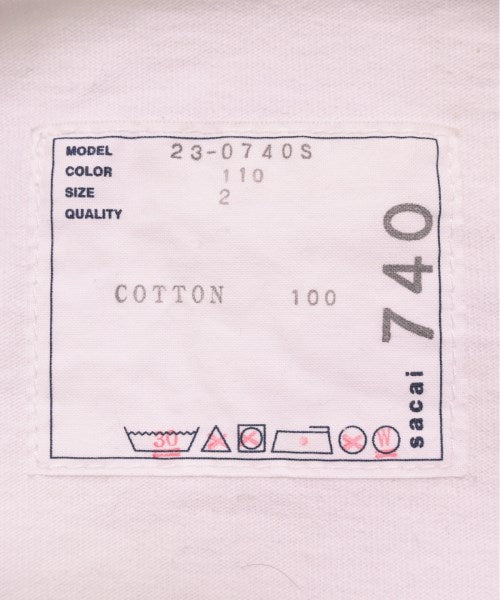 MODEL 23-0740S
COLOR 110
SIZE 2
QUALITY
COTTON 100
30
W
sacai 740